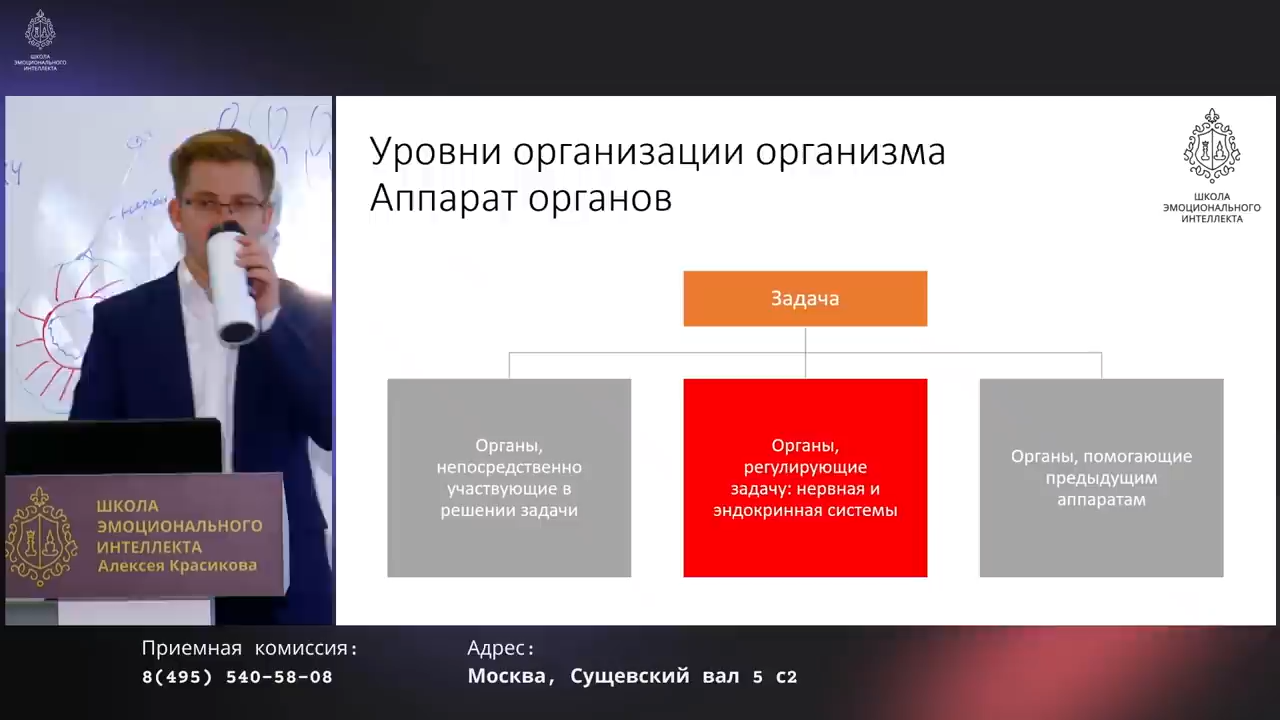 ШКОЛА
ЭМОЦИОНАЛЬНОГО
ИНТЕЛЛЕКТА
Уровни организации организма
Аппарат органов
ШКОЛА
ЭМОЦИОНАЛЬНОГО
ИНТЕЛЛЕКТА
Задача
Органы,
непосредственно
участвующие в
решении задачи
Органы,
регулирующие
задачу: нервная и
эндокринная системы
Органы, помогающие
предыдущим
аппаратам
ШКОЛА
ЭМОЦИОНАЛЬНОГО
ИНТЕЛЛЕКТА
Алексея Красикова
Приемная комиссия:
8(495) 540-58-08
Адрес:
Москва, Сущевский вал 5 с2